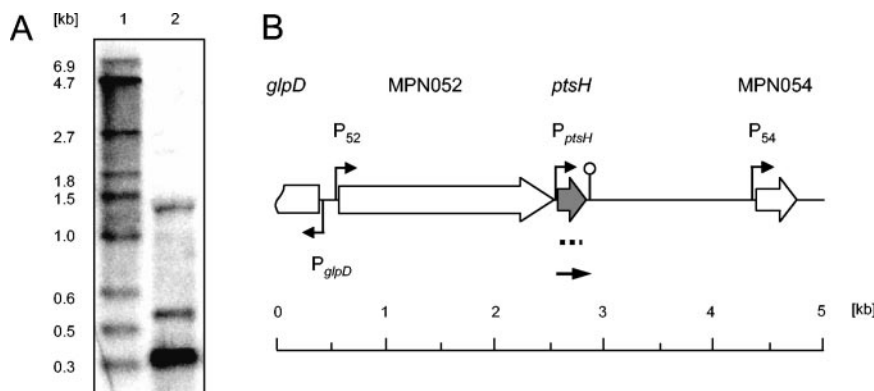 A
[kb] 1 2
6.9
4.7
2.7
1.8
1.5
1.0
0.6
0.5
0.3
B
glpD MPN052 ptsH MPN054
P52 PptsH P54
PglpD
0 1 2 3 4 5 [kb]